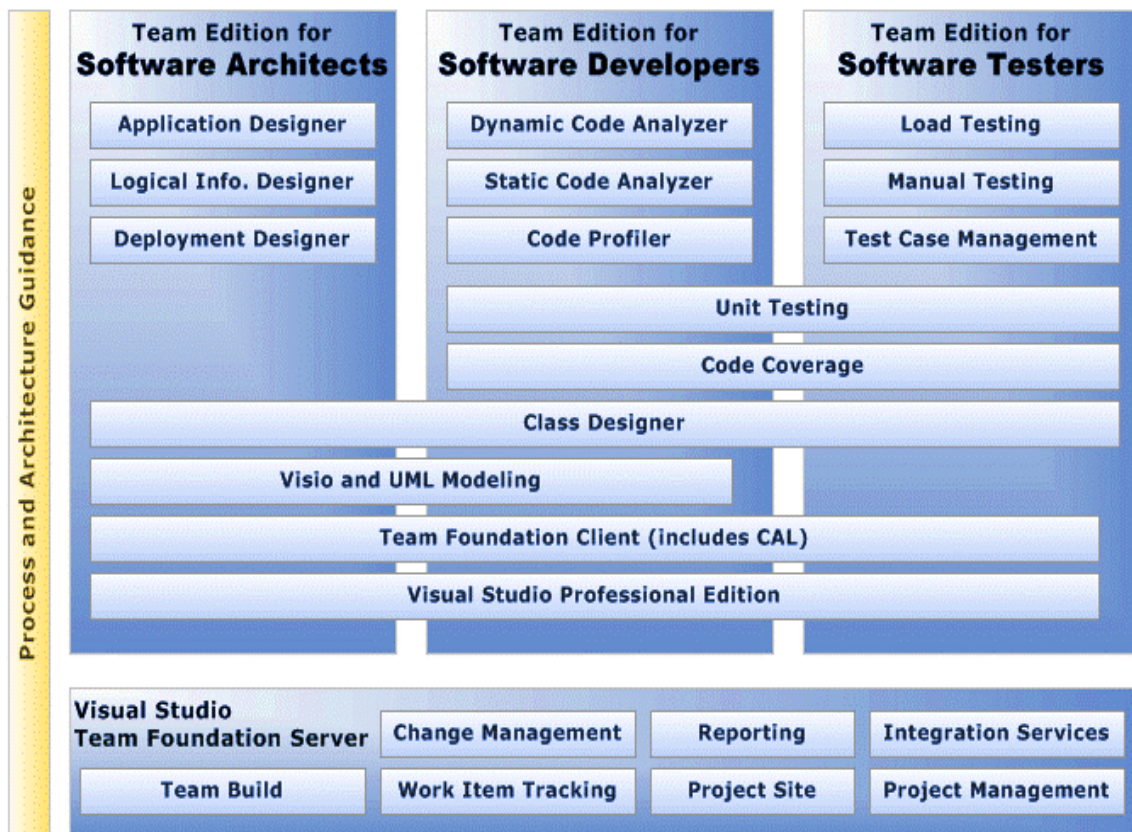 Process and Architecture Guidance
Team Edition for
Software Architects
Application Designer
Logical Info. Designer
Deployment Designer
Team Edition for
Software Developers
Dynamic Code Analyzer
Static Code Analyzer
Code Profiler
Team Edition for
Software Testers
Load Testing
Manual Testing
Test Case Management
Unit Testing
Code Coverage
Class Designer
Visio and UML Modeling
Team Foundation Client (includes CAL)
Visual Studio Professional Edition
Visual Studio
Team Foundation Server
Change Management
Reporting
Integration Services
Team Build
Work Item Tracking
Project Site
Project Management